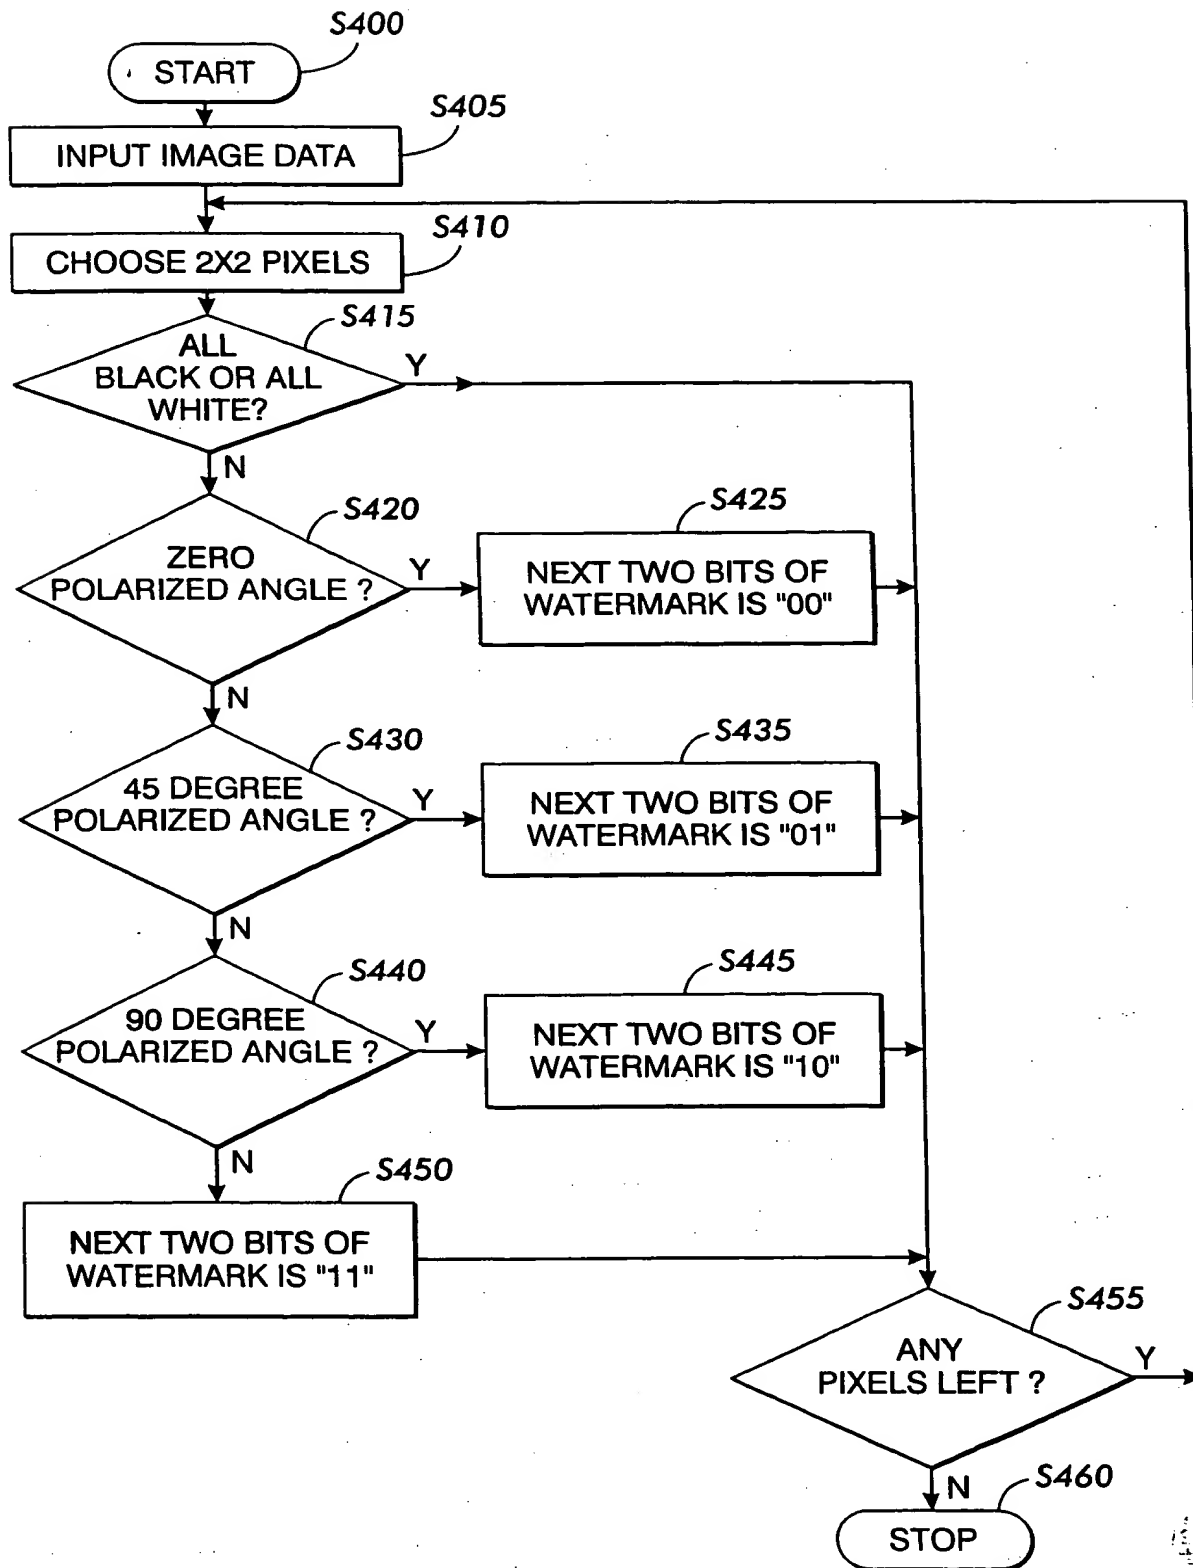 S400
START
S405
INPUT IMAGE DATA
S410
CHOOSE 2X2 PIXELS
S415
ALL
BLACK OR ALL
WHITE?
Y
N
S420
ZERO
POLARIZED ANGLE ?
Y
S425
NEXT TWO BITS OF
WATERMARK IS "00"
N
S430
45 DEGREE
POLARIZED ANGLE ?
Y
S435
NEXT TWO BITS OF
WATERMARK IS "01"
N
S440
90 DEGREE
POLARIZED ANGLE ?
Y
S445
NEXT TWO BITS OF
WATERMARK IS "10"
N
S450
NEXT TWO BITS OF
WATERMARK IS "11"
S455
ANY
PIXELS LEFT ?
Y
N
S460
STOP